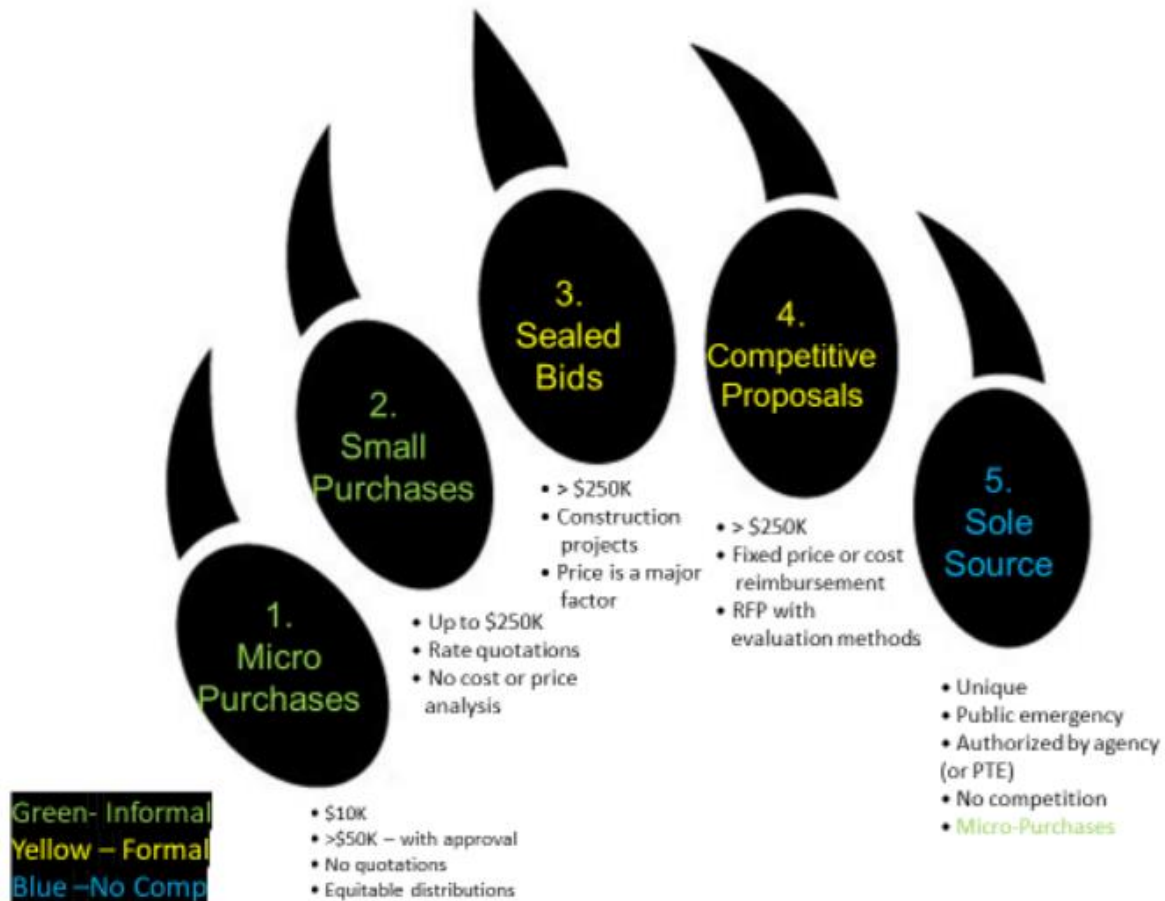 1.
Micro
Purchases
• $10K
• >$50K – with approval
• No quotations
• Equitable distributions
2.
Small
Purchases
• Up to $250K
• Rate quotations
• No cost or price
analysis
3.
Sealed
Bids
• > $250K
• Construction
projects
• Price is a major
factor
4.
Competitive
Proposals
• > $250K
• Fixed price or cost
reimbursement
• RFP with
evaluation methods
5.
Sole
Source
• Unique
• Public emergency
• Authorized by agency
(or PTE)
• No competition
• Micro-Purchases
Green- Informal
Yellow – Formal
Blue –No Comp